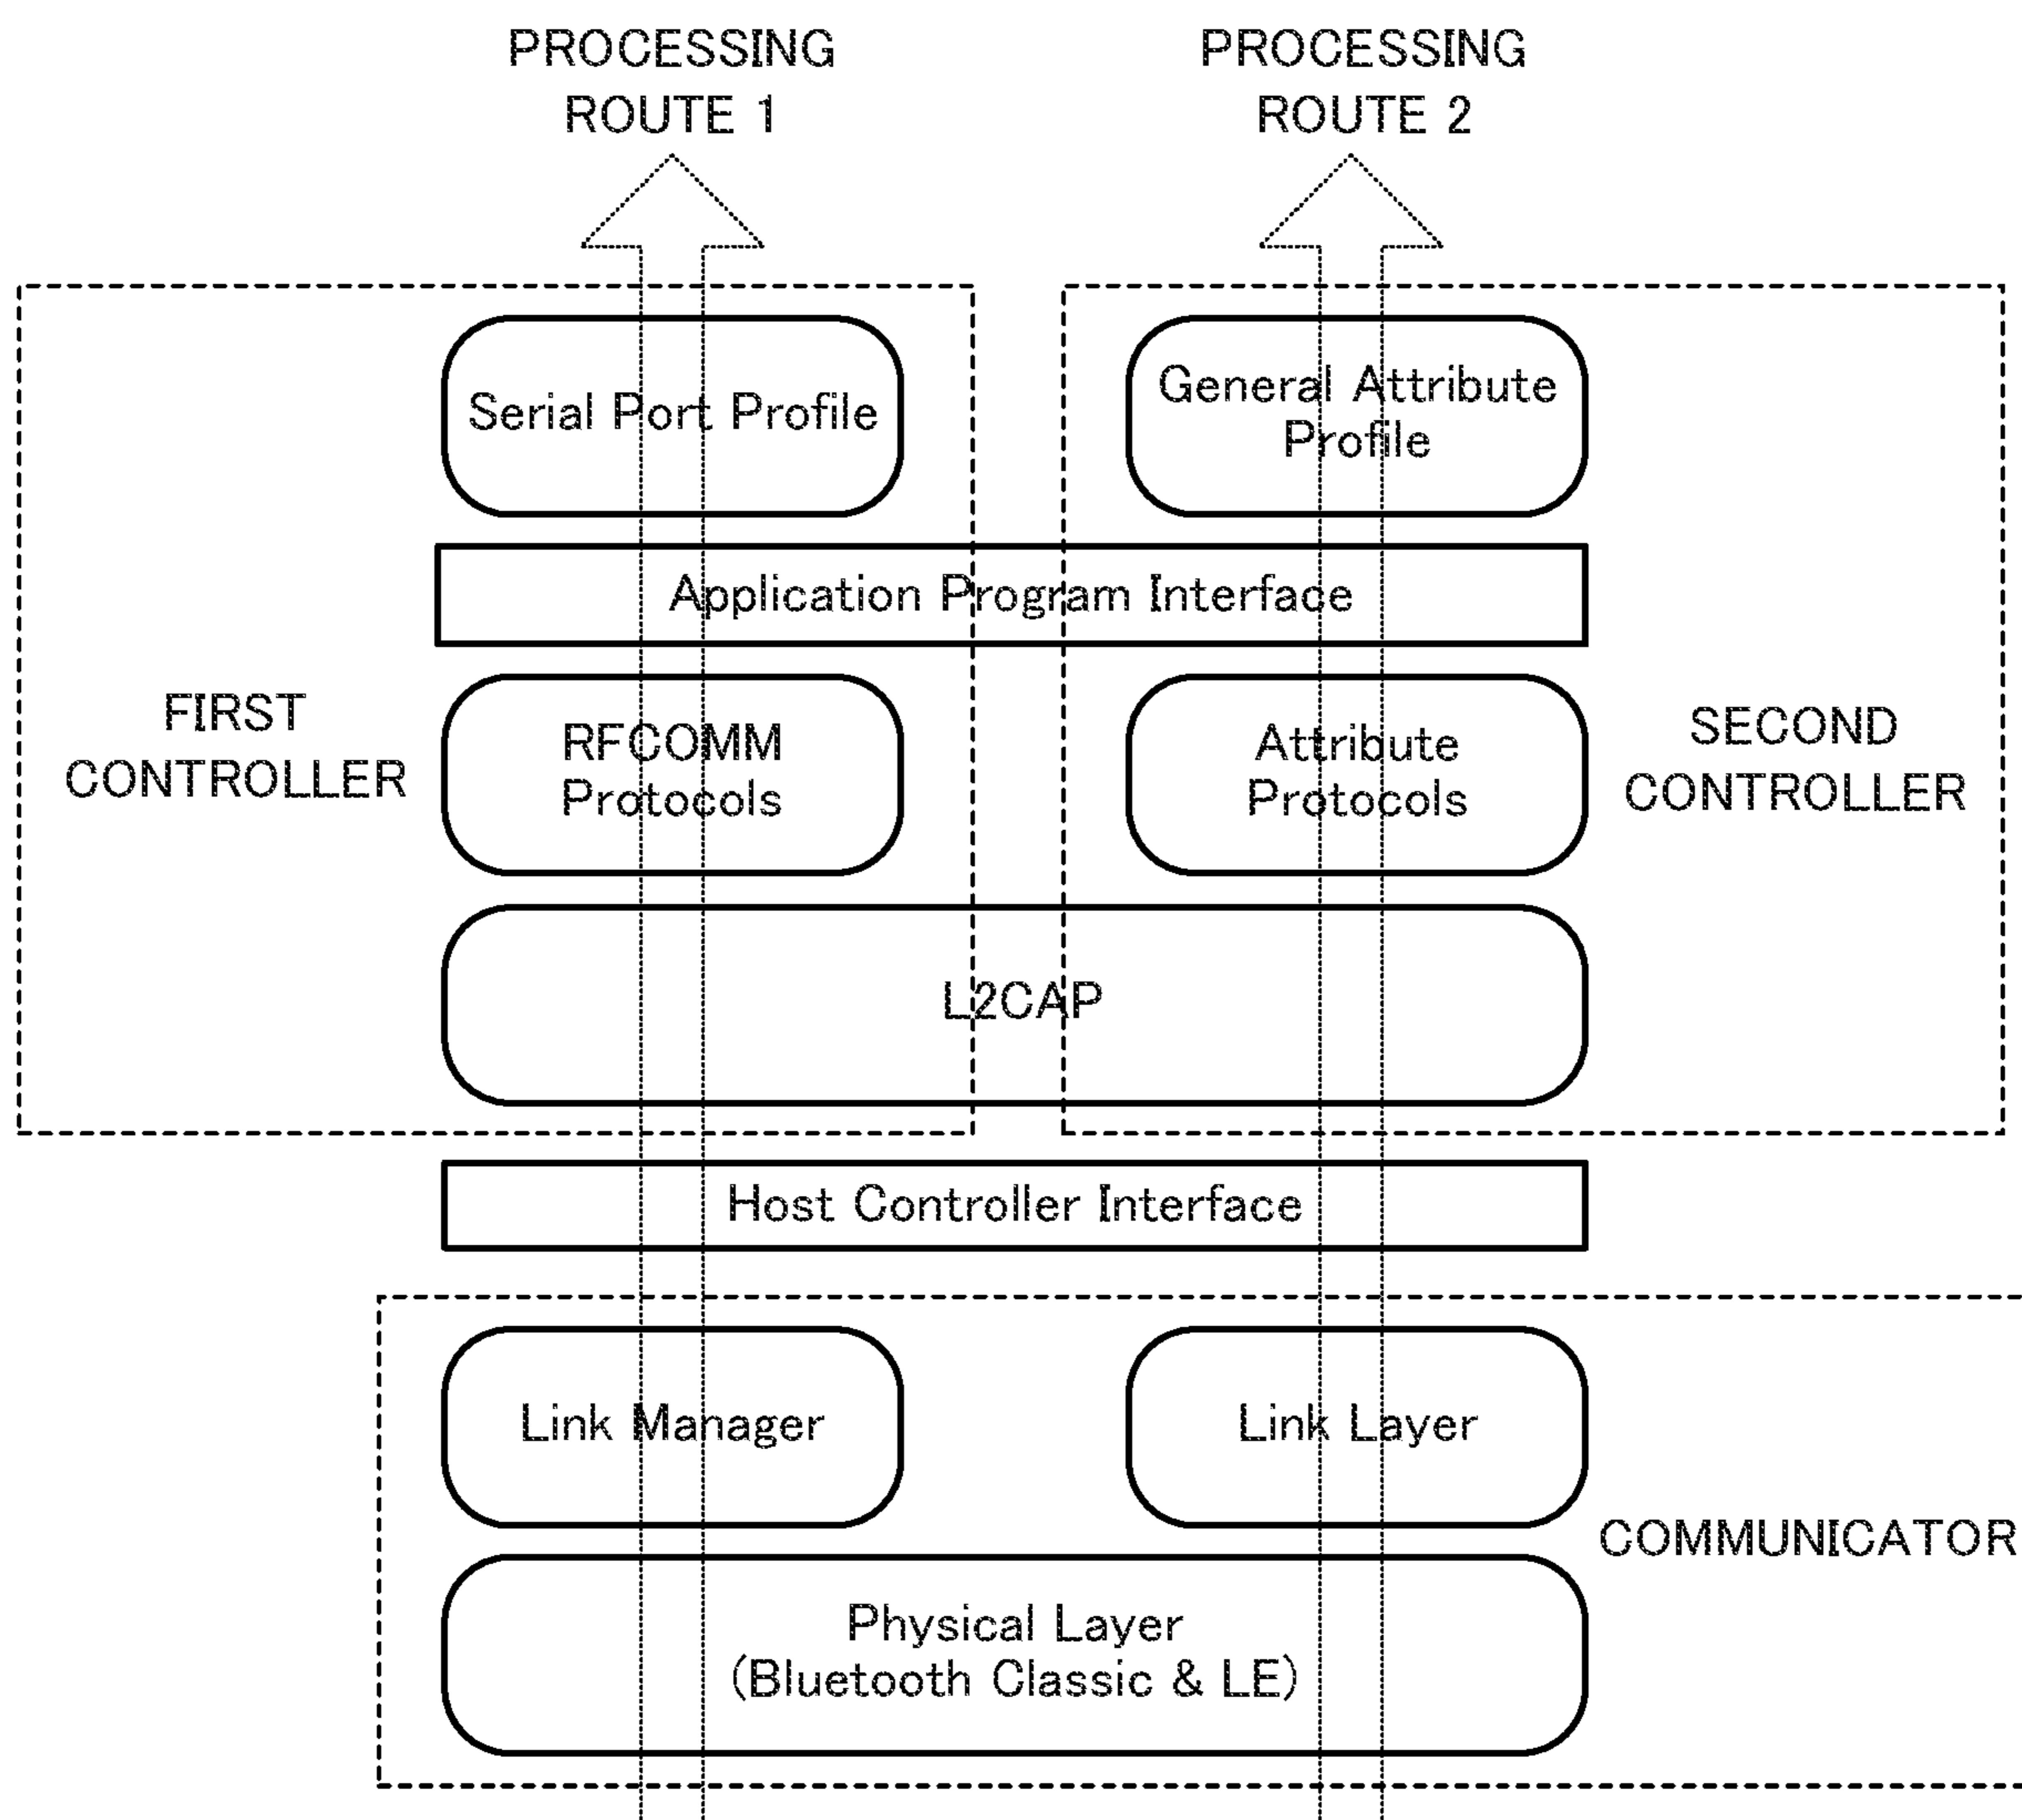 PROCESSING
ROUTE 1
PROCESSING
ROUTE 2
Serial Port Profile
General Attribute
Profile
Application Program Interface
FIRST
CONTROLLER
RFCOMM
Protocols
Attribute
Protocols
SECOND
CONTROLLER
L2CAP
Host Controller Interface
Link Manager
Link Layer
COMMUNICATOR
Physical Layer
(Bluetooth Classic & LE)